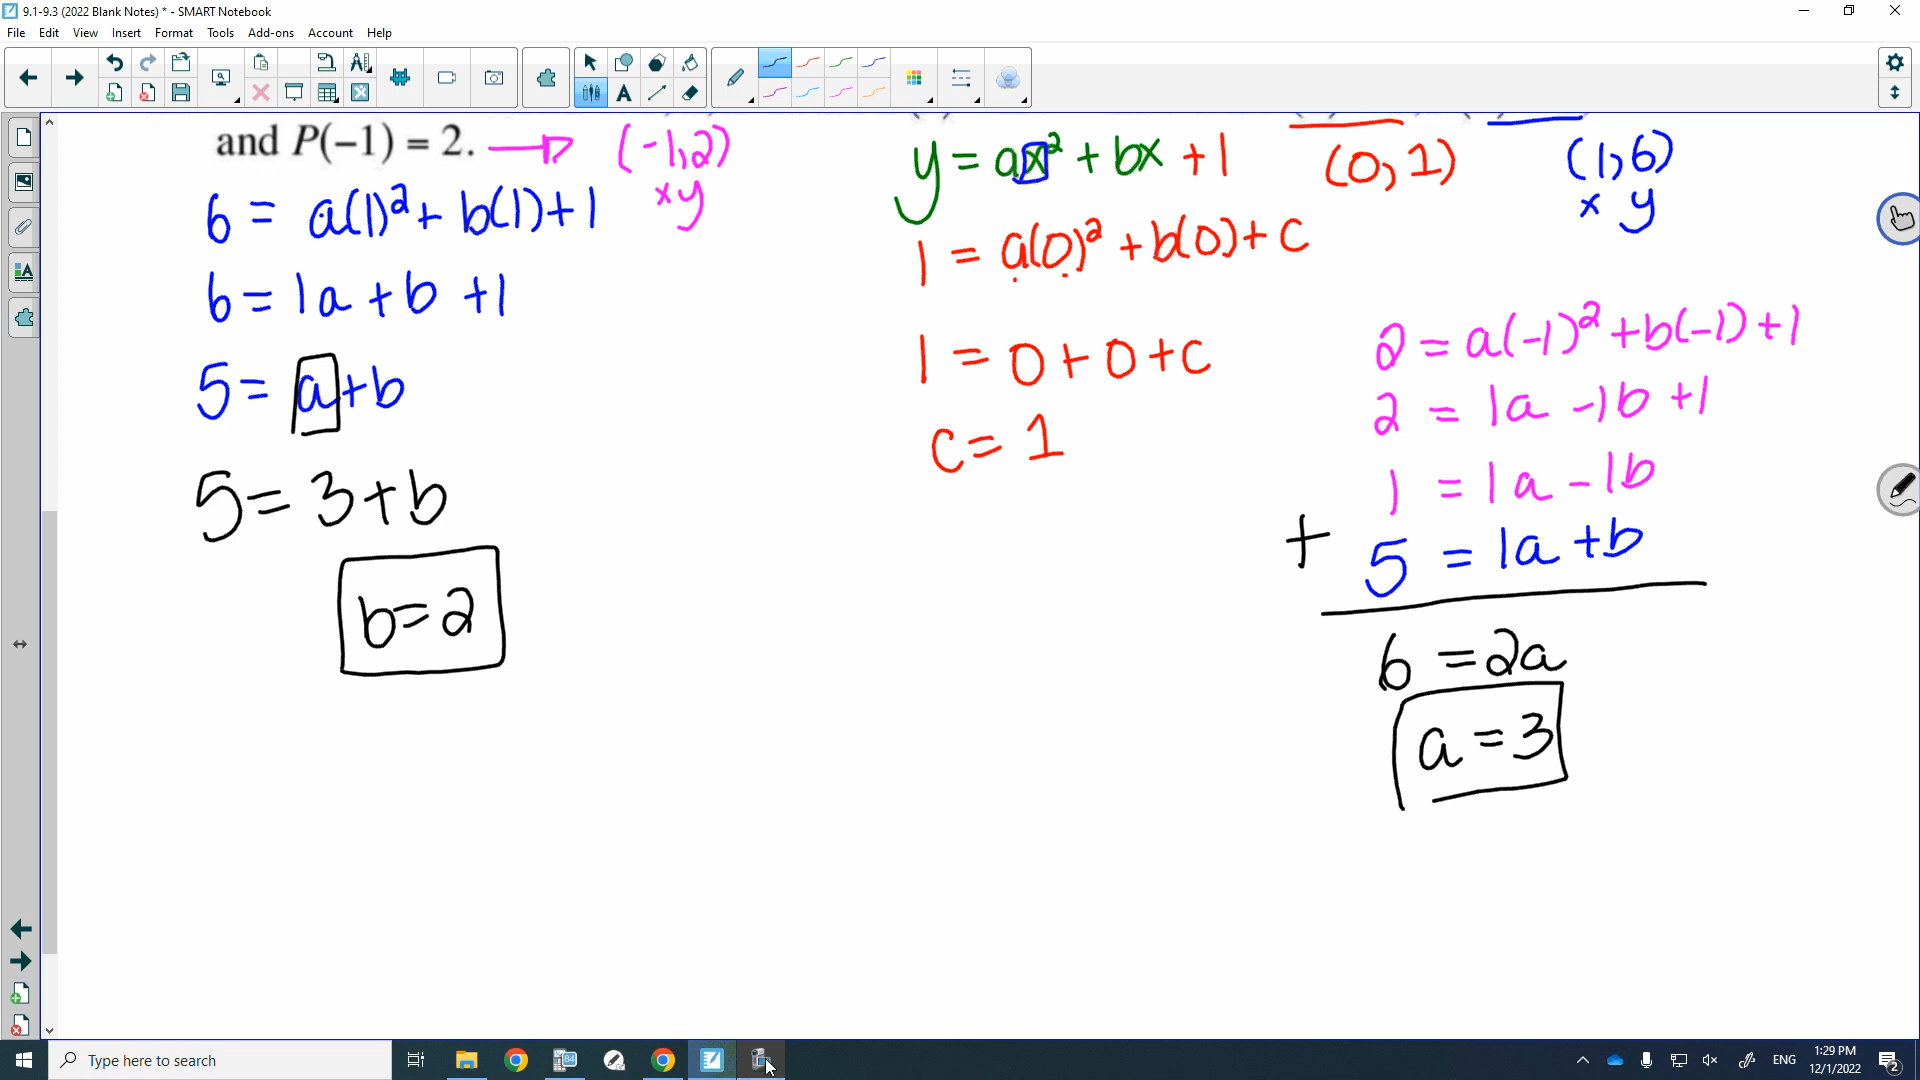 9.1-9.3 (2022 Blank Notes) * - SMART Notebook
File Edit View Insert Format Tools Add-ons Account Help
and P(−1) = 2. → (-1,2)
x y
6 = a(1)² + b(1)+1
6 = 1a + b +1
5 = a+b
5 = 3+b
b=2
y = ax² + bx +1
(0,1)
(1,6)
x y
1 = a(0)² + b(0)+ c
1 = 0+ 0+c
c = 1
2 = a(-1)² +b(-1)+1
2 = 1a -1b +1
1 = 1a -1b
+ 5 = 1a +b
6 = 2a
a = 3
Type here to search
84
ENG
1:29 PM
12/1/2022
2